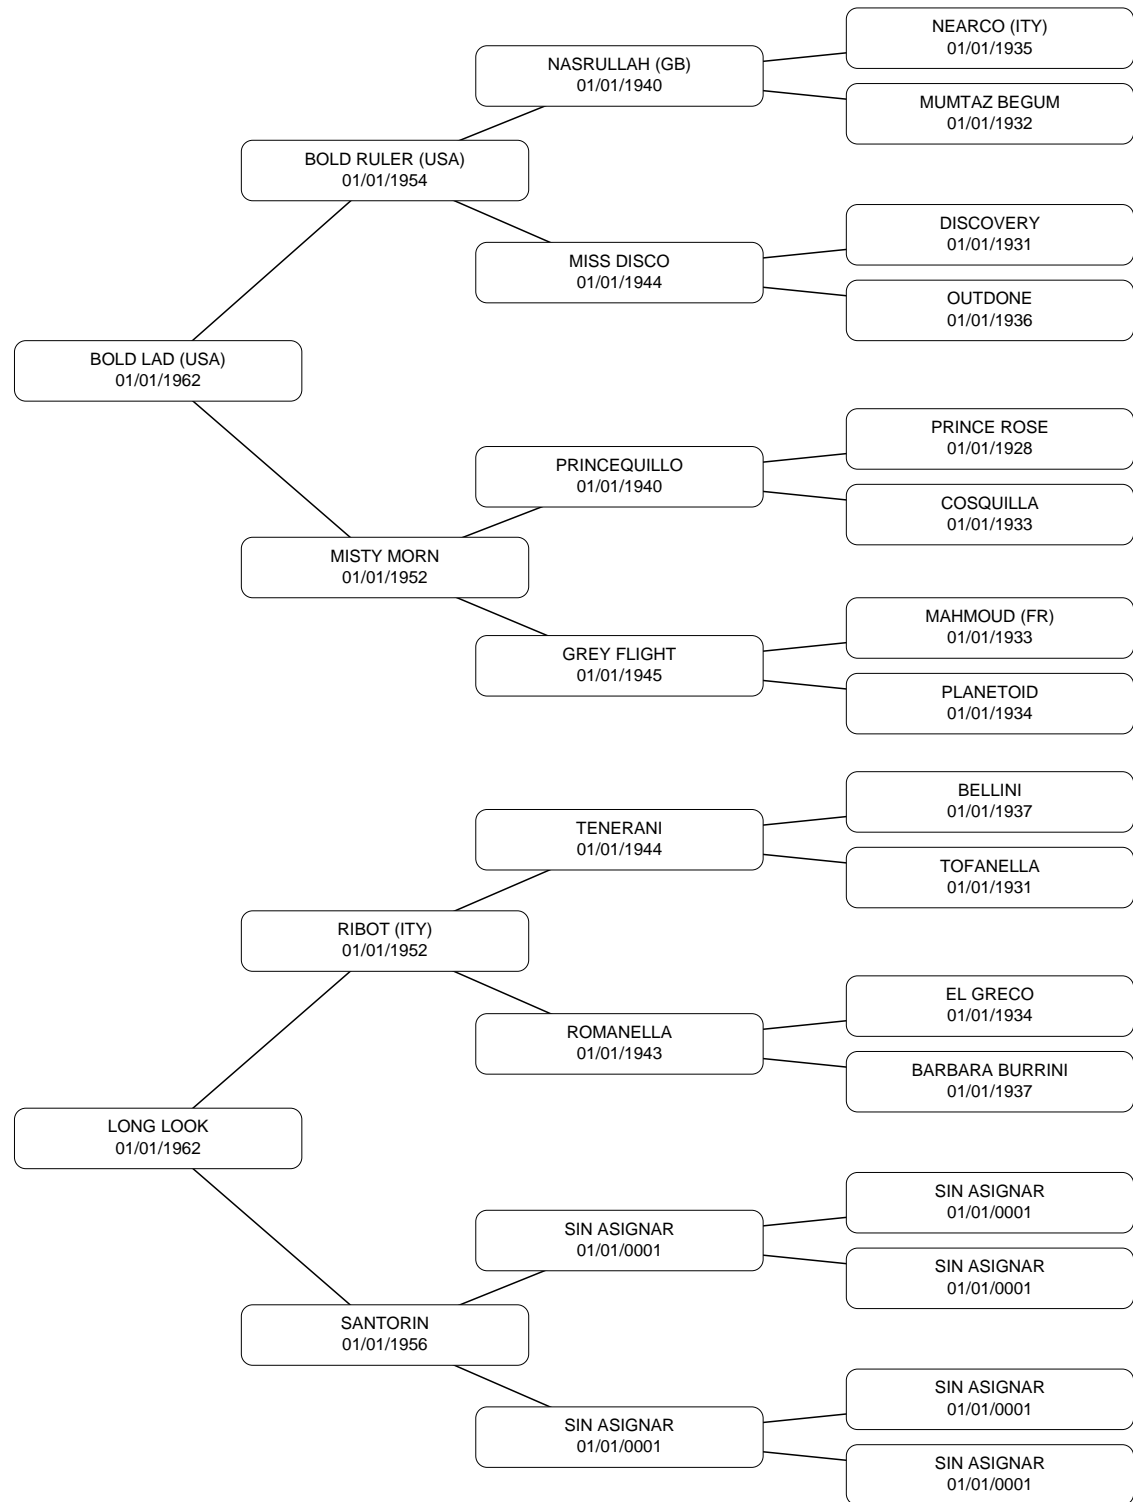 NEARCO (ITY)
01/01/1935
NASRULLAH (GB)
01/01/1940
MUMTAZ BEGUM
01/01/1932
BOLD RULER (USA)
01/01/1954
DISCOVERY
01/01/1931
MISS DISCO
01/01/1944
OUTDONE
01/01/1936
BOLD LAD (USA)
01/01/1962
PRINCE ROSE
01/01/1928
PRINCEQUILLO
01/01/1940
COSQUILLA
01/01/1933
MISTY MORN
01/01/1952
MAHMOUD (FR)
01/01/1933
GREY FLIGHT
01/01/1945
PLANETOID
01/01/1934
BELLINI
01/01/1937
TENERANI
01/01/1944
TOFANELLA
01/01/1931
RIBOT (ITY)
01/01/1952
EL GRECO
01/01/1934
ROMANELLA
01/01/1943
BARBARA BURRINI
01/01/1937
LONG LOOK
01/01/1962
SIN ASIGNAR
01/01/0001
SIN ASIGNAR
01/01/0001
SIN ASIGNAR
01/01/0001
SANTORIN
01/01/1956
SIN ASIGNAR
01/01/0001
SIN ASIGNAR
01/01/0001
SIN ASIGNAR
01/01/0001